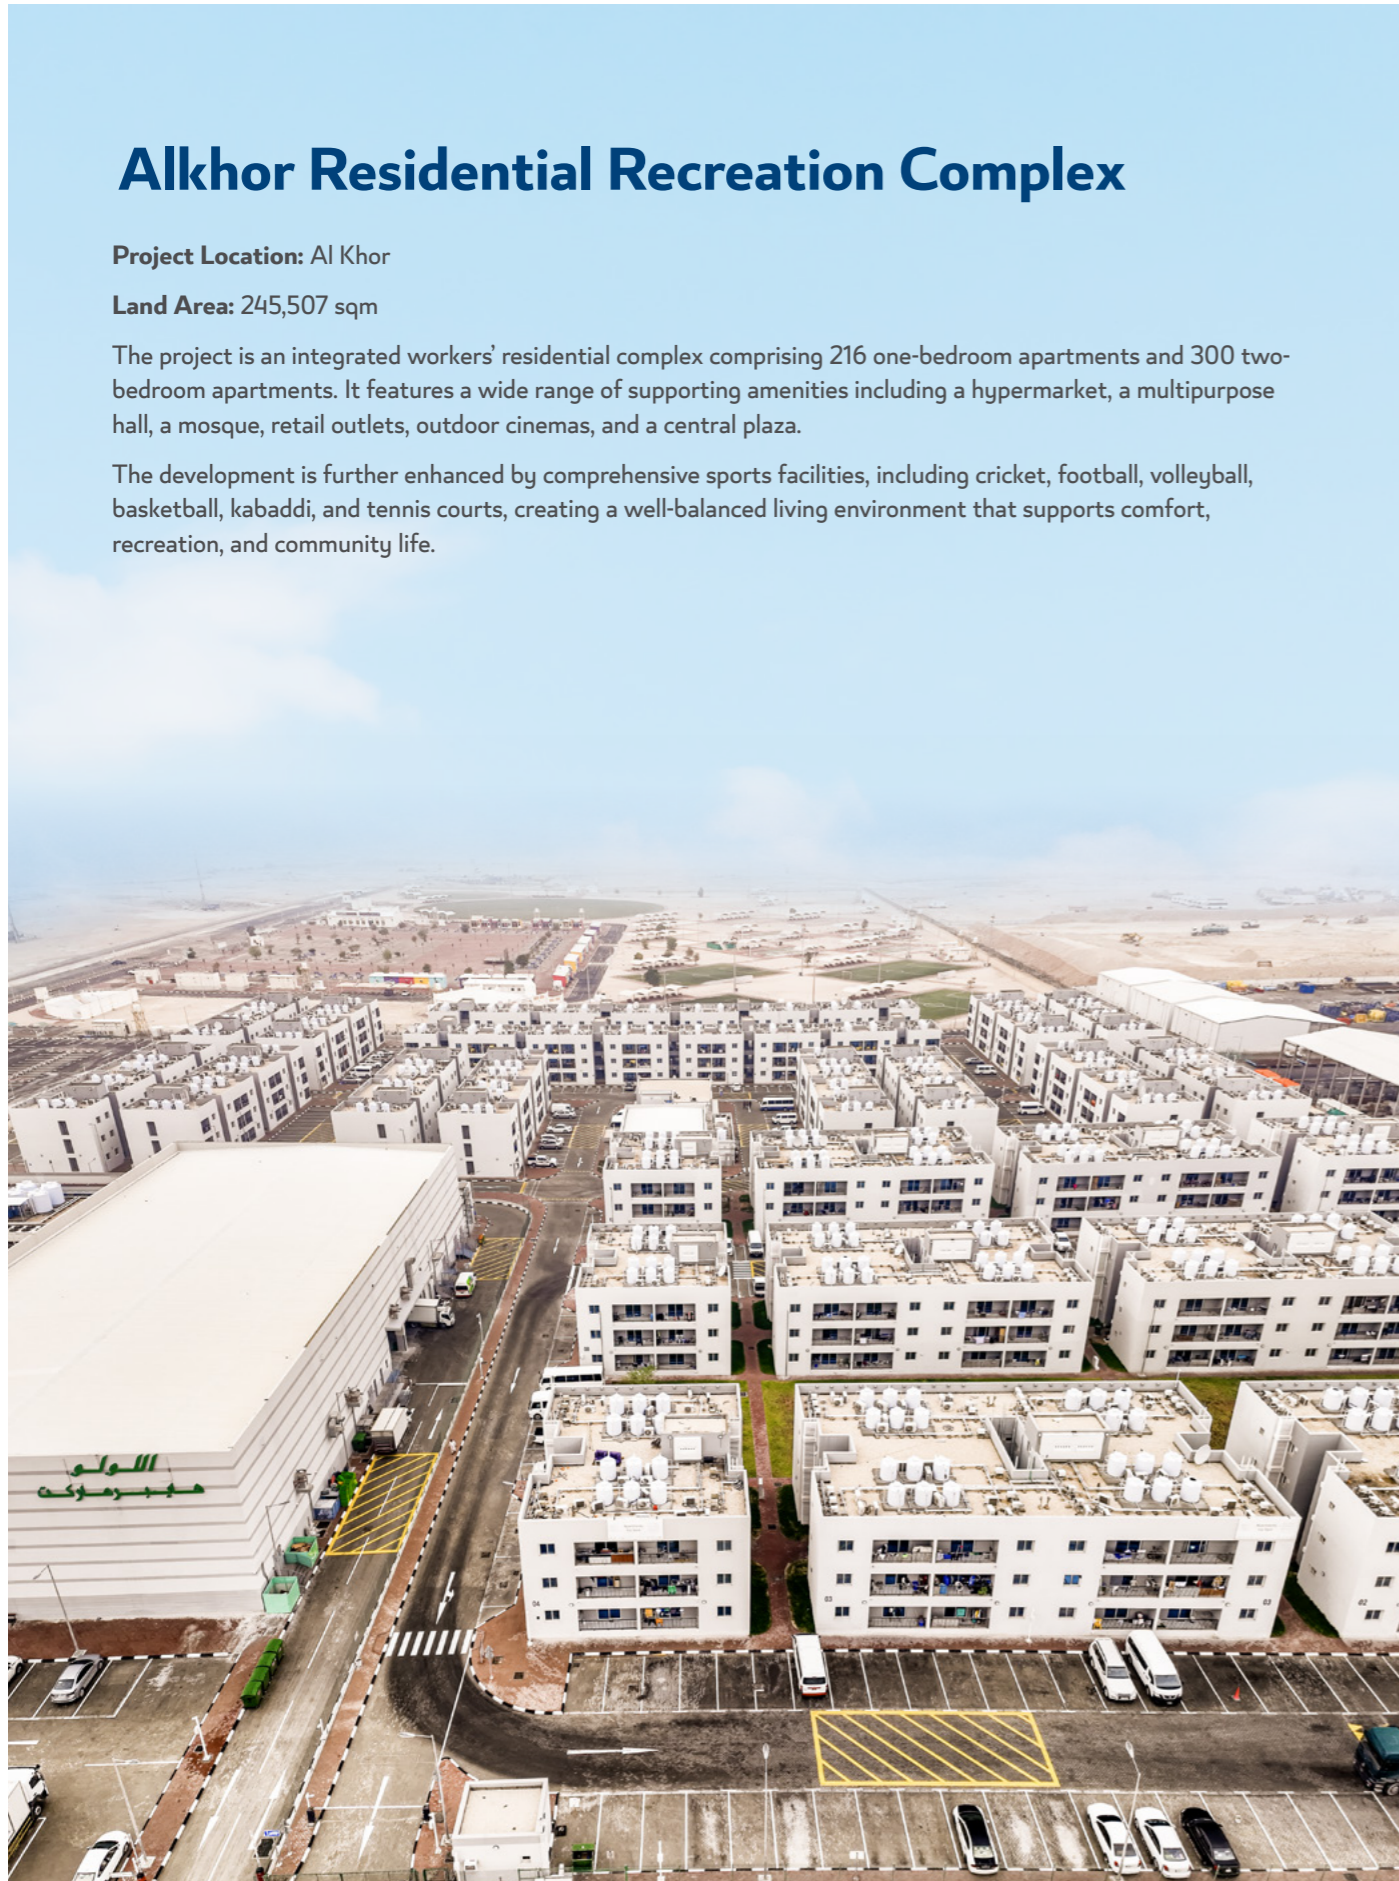 Alkhor Residential Recreation Complex
Project Location: Al Khor
Land Area: 245,507 sqm
The project is an integrated workers’ residential complex comprising 216 one-bedroom apartments and 300 two-
bedroom apartments. It features a wide range of supporting amenities including a hypermarket, a multipurpose
hall, a mosque, retail outlets, outdoor cinemas, and a central plaza.
The development is further enhanced by comprehensive sports facilities, including cricket, football, volleyball,
basketball, kabaddi, and tennis courts, creating a well-balanced living environment that supports comfort,
recreation, and community life.
اللولو
هايبرماركت
04
03
03
02